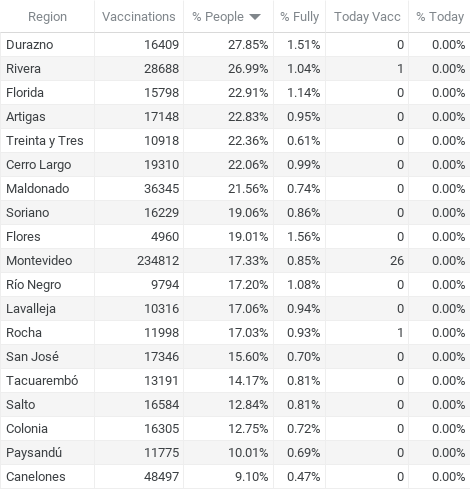 Region Vaccinations % People % Fully Today Vacc % Today
Durazno 16409 27.85% 1.51% 0 0.00%
Rivera 28688 26.99% 1.04% 1 0.00%
Florida 15798 22.91% 1.14% 0 0.00%
Artigas 17148 22.83% 0.95% 0 0.00%
Treinta y Tres 10918 22.36% 0.61% 0 0.00%
Cerro Largo 19310 22.06% 0.99% 0 0.00%
Maldonado 36345 21.56% 0.74% 0 0.00%
Soriano 16229 19.06% 0.86% 0 0.00%
Flores 4960 19.01% 1.56% 0 0.00%
Montevideo 234812 17.33% 0.85% 26 0.00%
Río Negro 9794 17.20% 1.08% 0 0.00%
Lavalleja 10316 17.06% 0.94% 0 0.00%
Rocha 11998 17.03% 0.93% 1 0.00%
San José 17346 15.60% 0.70% 0 0.00%
Tacuarembó 13191 14.17% 0.81% 0 0.00%
Salto 16584 12.84% 0.81% 0 0.00%
Colonia 16305 12.75% 0.72% 0 0.00%
Paysandú 11775 10.01% 0.69% 0 0.00%
Canelones 48497 9.10% 0.47% 0 0.00%